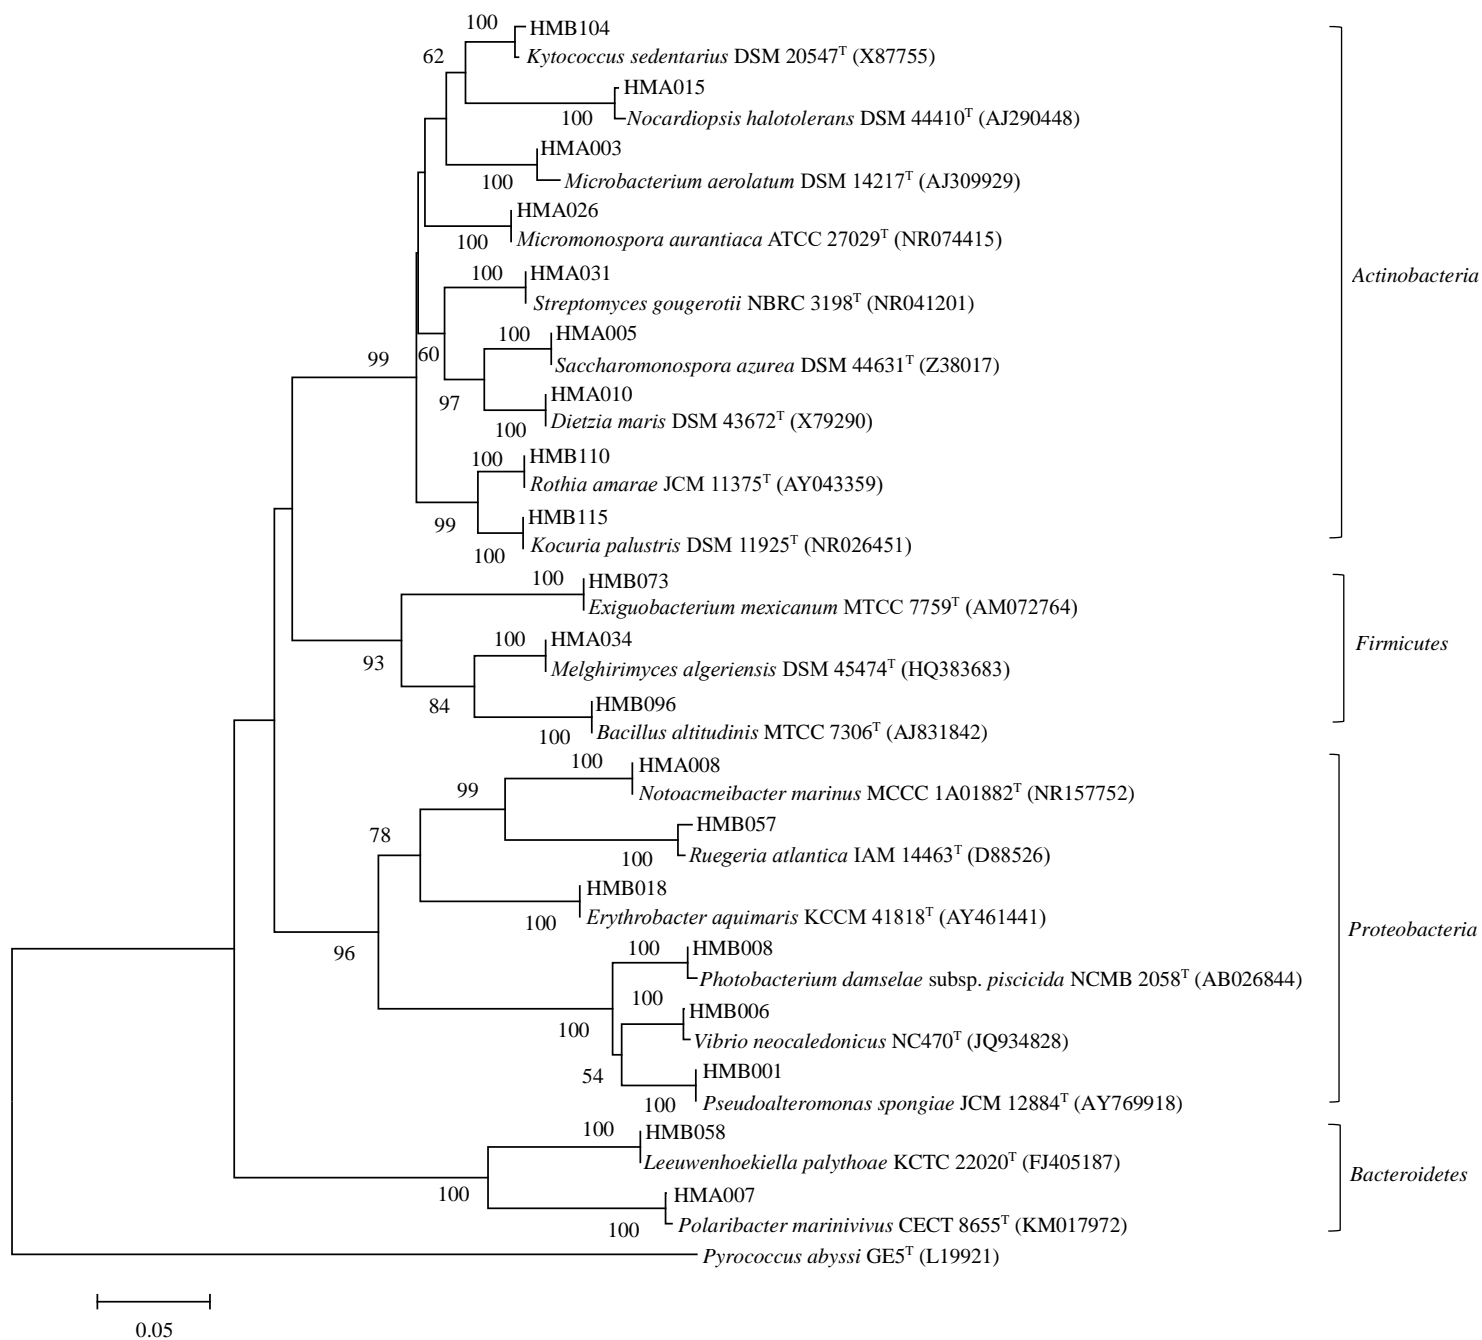 100
HMB104
62
Kytococcus sedentarius DSM 20547ᵀ (X87755)
HMA015
100
Nocardiopsis halotolerans DSM 44410ᵀ (AJ290448)
HMA003
100
Microbacterium aerolatum DSM 14217ᵀ (AJ309929)
HMA026
100
Micromonospora aurantiaca ATCC 27029ᵀ (NR074415)
100
HMA031
Streptomyces gougerotii NBRC 3198ᵀ (NR041201)
Actinobacteria
100
HMA005
60
99
Saccharomonospora azurea DSM 44631ᵀ (Z38017)
97
HMA010
100
Dietzia maris DSM 43672ᵀ (X79290)
100
HMB110
Rothia amarae JCM 11375ᵀ (AY043359)
99
HMB115
100
Kocuria palustris DSM 11925ᵀ (NR026451)
100
HMB073
Exiguobacterium mexicanum MTCC 7759ᵀ (AM072764)
100
HMA034
Firmicutes
93
Melghirimyces algeriensis DSM 45474ᵀ (HQ383683)
84
HMB096
100
Bacillus altitudinis MTCC 7306ᵀ (AJ831842)
100
HMA008
99
Notoacmeibacter marinus MCCC 1A01882ᵀ (NR157752)
78
HMB057
100
Ruegeria atlantica IAM 14463ᵀ (D88526)
HMB018
100
Erythrobacter aquimaris KCCM 41818ᵀ (AY461441)
Proteobacteria
96
100
HMB008
Photobacterium damselae subsp. piscicida NCMB 2058ᵀ (AB026844)
100
HMB006
100
Vibrio neocaledonicus NC470ᵀ (JQ934828)
54
HMB001
100
Pseudoalteromonas spongiae JCM 12884ᵀ (AY769918)
100
HMB058
Leeuwenhoekiella palythoae KCTC 22020ᵀ (FJ405187)
Bacteroidetes
100
HMA007
100
Polaribacter marinivivus CECT 8655ᵀ (KM017972)
Pyrococcus abyssi GE5ᵀ (L19921)
0.05